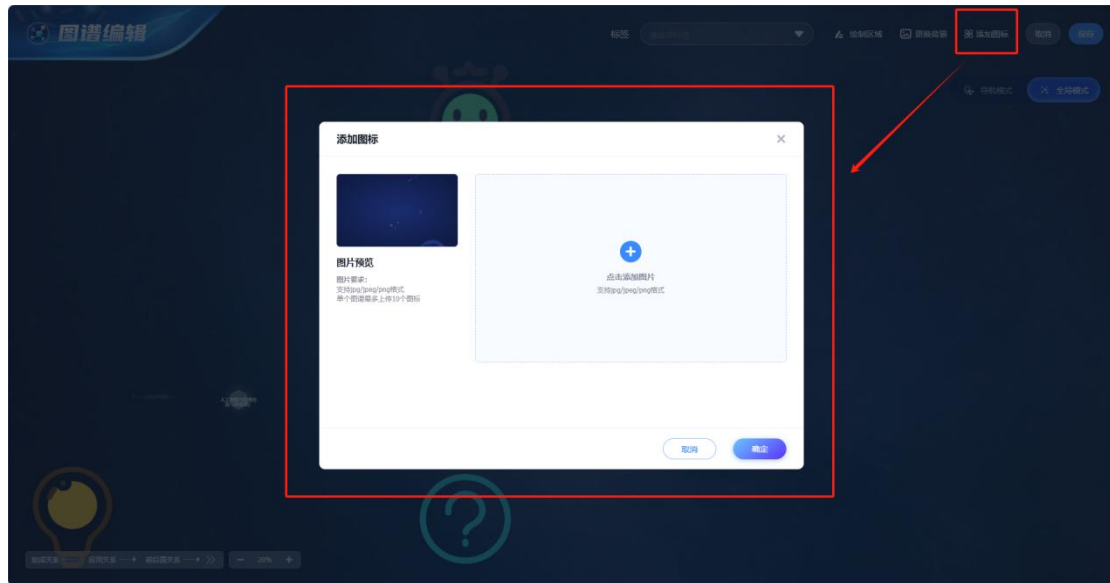 图谱编辑
标签
绘制区域
更换背景
添加图标
取消
保存
导航模式
全局模式
添加图标
图片预览
图片要求:
支持jpg/jpeg/png格式
单个图谱最多上传10个图标
点击添加图片
支持jpg/jpeg/png格式
取消
确定
20%